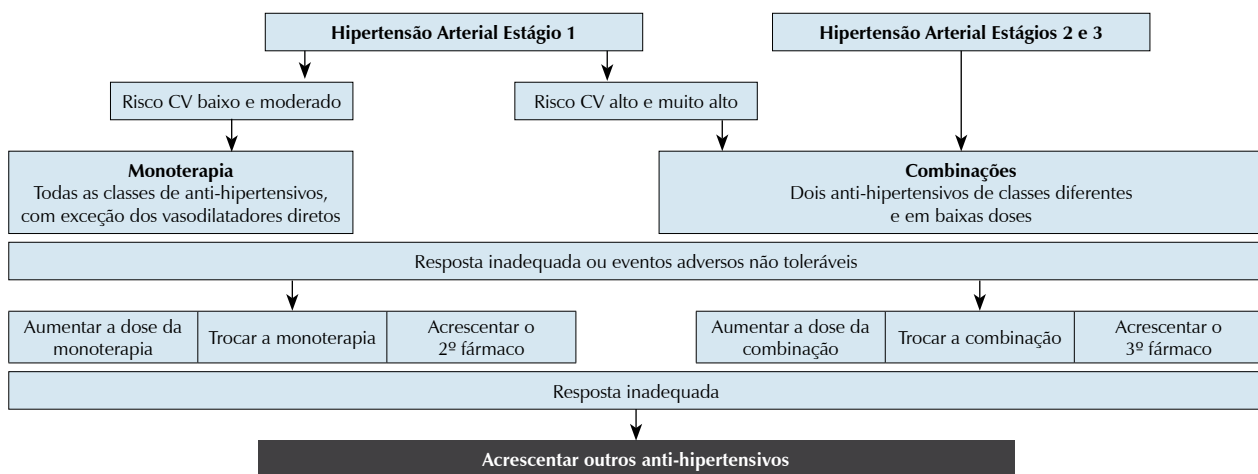 Hipertensão Arterial Estágio 1
Hipertensão Arterial Estágios 2 e 3
Risco CV baixo e moderado
Risco CV alto e muito alto
Monoterapia
Todas as classes de anti-hipertensivos,
com exceção dos vasodilatadores diretos
Combinações
Dois anti-hipertensivos de classes diferentes
e em baixas doses
Resposta inadequada ou eventos adversos não toleráveis
Aumentar a dose da
monoterapia
Trocar a monoterapia
Acrescentar o
2º fármaco
Aumentar a dose da
combinação
Trocar a combinação
Acrescentar o
3º fármaco
Resposta inadequada
Acrescentar outros anti-hipertensivos